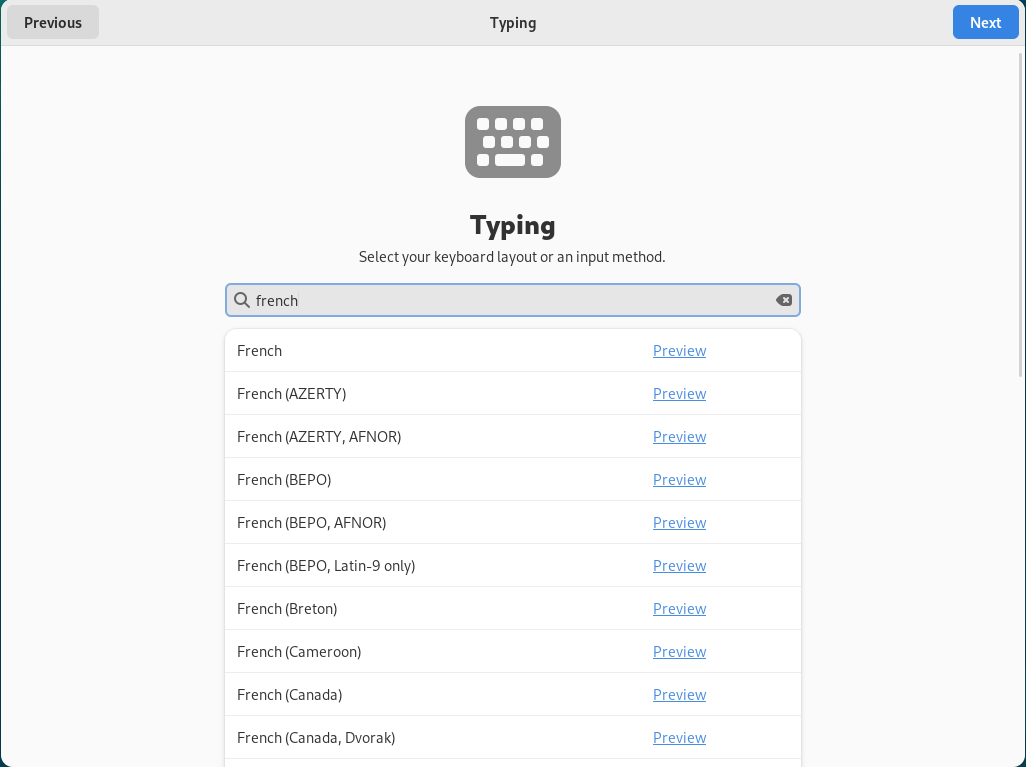 Previous Typing Next
Typing
Select your keyboard layout or an input method.
french
French Preview
French (AZERTY) Preview
French (AZERTY, AFNOR) Preview
French (BEPO) Preview
French (BEPO, AFNOR) Preview
French (BEPO, Latin-9 only) Preview
French (Breton) Preview
French (Cameroon) Preview
French (Canada) Preview
French (Canada, Dvorak) Preview